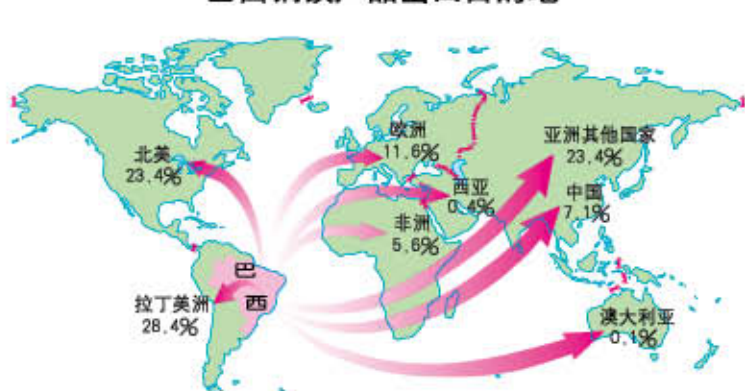 欧洲
11.6%
亚洲其他国家
23.4%
北美
23.4%
西亚
0.4%
中国
7.1%
非洲
5.6%
巴
西
拉丁美洲
28.4%
澳大利亚
0.1%